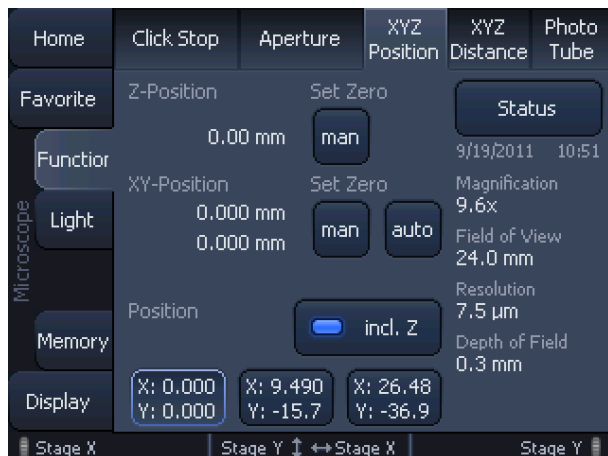 Home
Click Stop
Aperture
XYZ
Position
XYZ
Distance
Photo
Tube
Favorite
Function
Light
Microscope
Memory
Display
Z-Position
Set Zero
0.00 mm
man
XY-Position
Set Zero
0.000 mm
0.000 mm
man
auto
Position
incl. Z
X: 0.000
Y: 0.000
X: 9.490
Y: -15.7
X: 26.48
Y: -36.9
Status
9/19/2011 10:51
Magnification
9.6x
Field of View
24.0 mm
Resolution
7.5 µm
Depth of Field
0.3 mm
Stage X
Stage Y ↕ ↔ Stage X
Stage Y